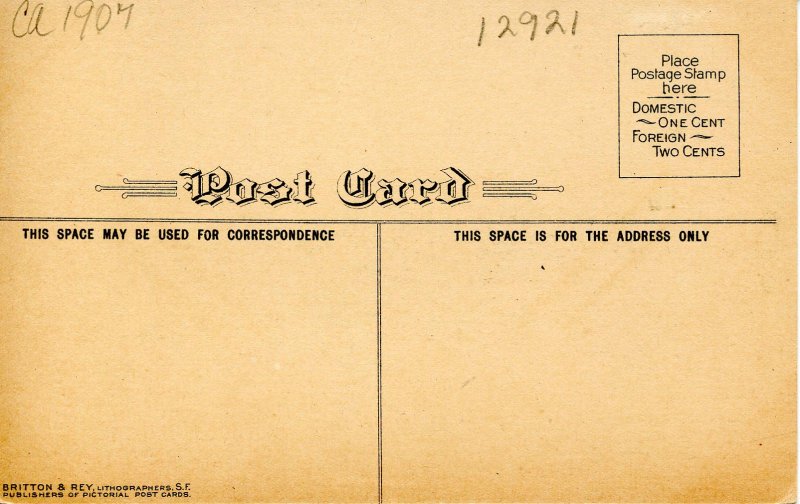 CA 1907
12921
Place
Postage Stamp
here
DOMESTIC
ONE CENT
FOREIGN
TWO CENTS
Post Card
THIS SPACE MAY BE USED FOR CORRESPONDENCE
THIS SPACE IS FOR THE ADDRESS ONLY
BRITTON & REY, LITHOGRAPHERS, S.F.
PUBLISHERS OF PICTORIAL POST CARDS.